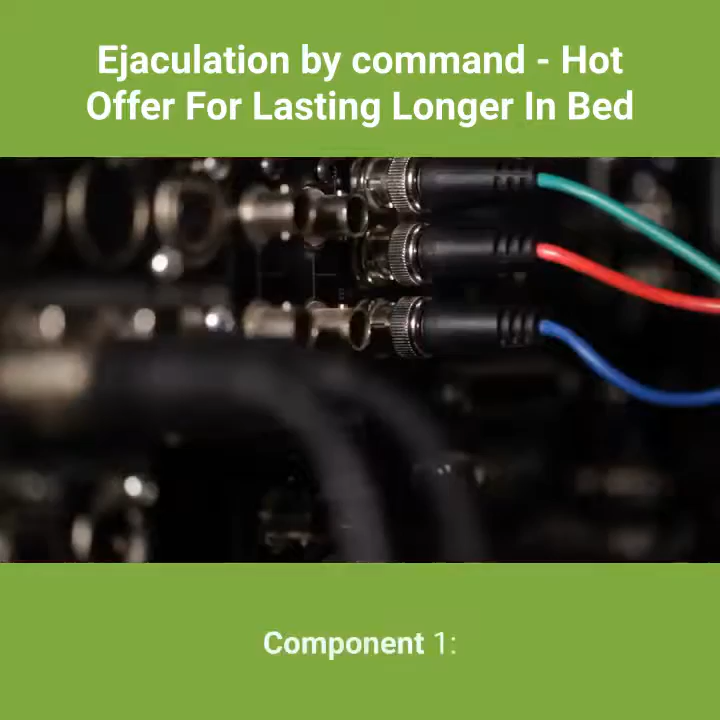 Ejaculation by command - Hot
Offer For Lasting Longer In Bed
Component 1: